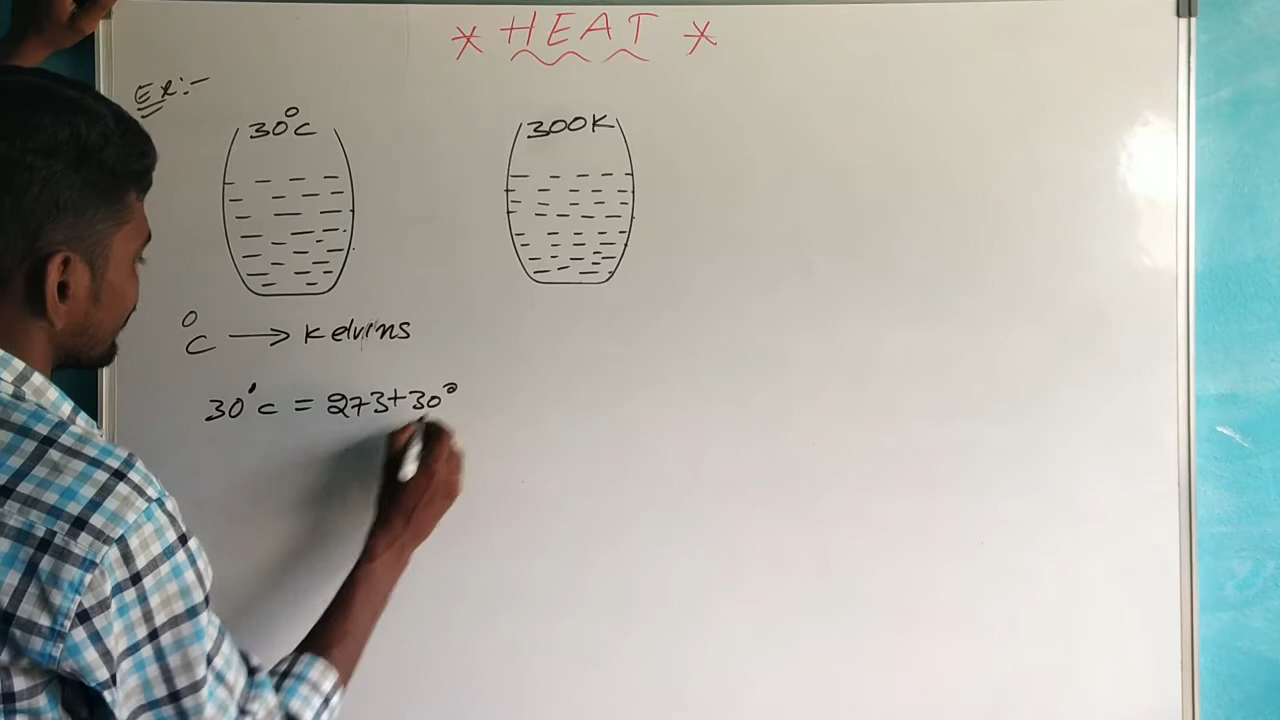 * HEAT *
Ex:-
30°C 300K
°C → Kelvins
30°C = 273+30°